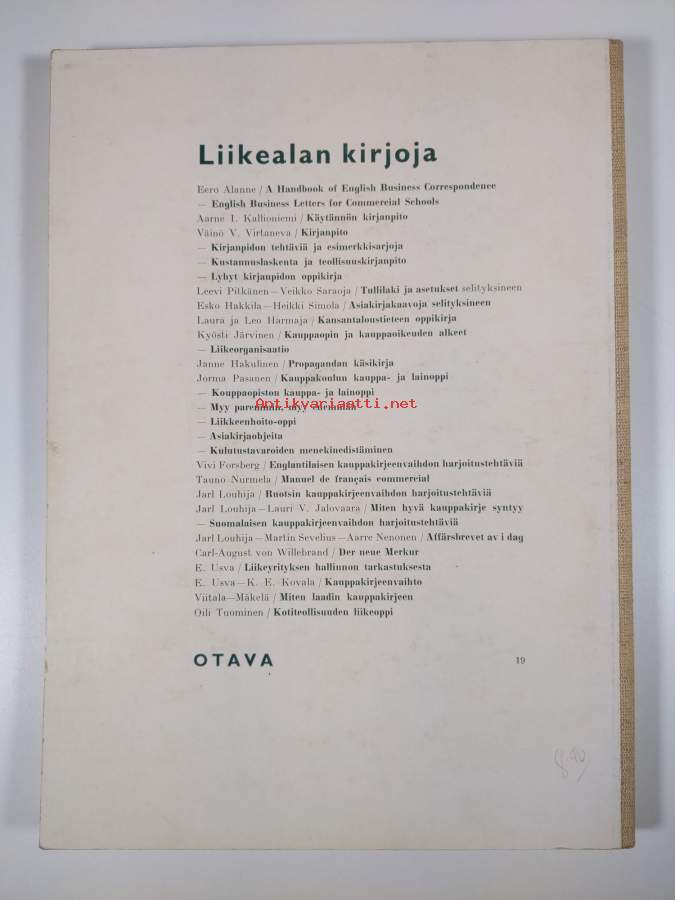 Liikealan kirjoja
Eero Alanne / A Handbook of English Business Correspondence
— English Business Letters for Commercial Schools
Aarne I. Kallioniemi / Käytännön kirjanpito
Väinö V. Virtaneva / Kirjanpito
— Kirjanpidon tehtäviä ja esimerkkisarjoja
— Kustannuslaskenta ja teollisuuskirjanpito
— Lyhyt kirjanpidon oppikirja
Leevi Pitkänen—Veikko Saraoja / Tullilaki ja asetukset selityksineen
Esko Hakkila—Heikki Simola / Asiakirjakaavoja selityksineen
Laura ja Leo Harmaja / Kansantaloustieteen oppikirja
Kyösti Järvinen / Kauppaopin ja kauppaoikeuden alkeet
— Liikeorganisaatio
Janne Hakulinen / Propagandan käsikirja
Jorma Pasanen / Kauppakoulun kauppa- ja lainoppi
— Kouppaopiston kauppa- ja lainoppi
Antikvariaatti.net
— Myy paremmin, myy enemmän
— Liikkeenhoito-oppi
— Asiakirjaohjeita
— Kulutustavaroiden menekinedistäminen
Vivi Forsberg / Englantilaisen kauppakirjeenvaihdon harjoitustehtäviä
Tauno Nurmela / Manuel de français commercial
Jarl Louhija / Ruotsin kauppakirjeenvaihdon harjoitustehtäviä
Jarl Louhija—Lauri V. Jalovaara / Miten hyvä kauppakirje syntyy
— Suomalaisen kauppakirjeenvaihdon harjoitustehtäviä
Jarl Louhija—Martin Sevelius—Aarre Nenonen / Affärsbrevet av i dag
Carl-August von Willebrand / Der neue Merkur
E. Usva / Liikeyrityksen hallinnon tarkastuksesta
E. Usva—K. E. Kovala / Kauppakirjeenvaihto
Viitala—Mäkelä / Miten laadin kauppakirjeen
Oili Tuominen / Kotiteollisuuden liikeoppi
OTAVA 19